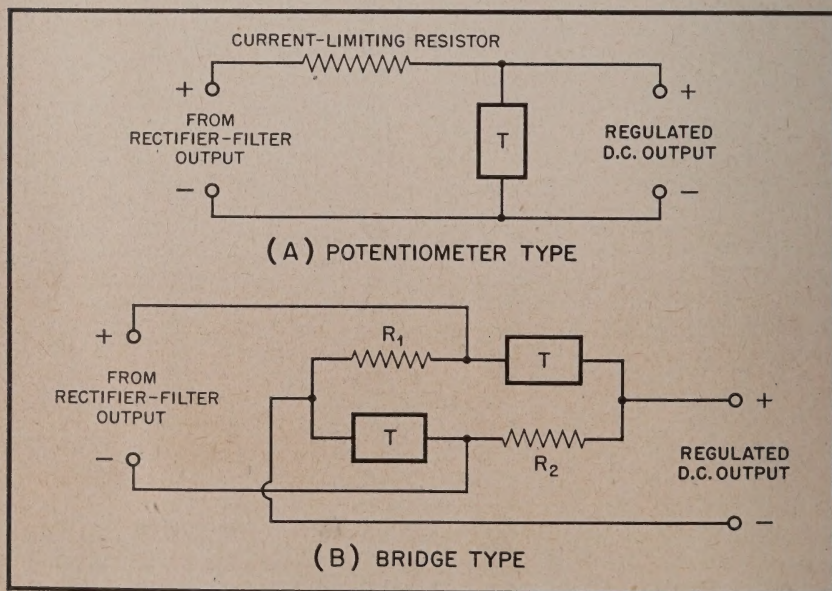 CURRENT-LIMITING RESISTOR
+
FROM
RECTIFIER-FILTER
OUTPUT
−
T
+
REGULATED
D.C. OUTPUT
−
(A) POTENTIOMETER TYPE
+
FROM
RECTIFIER-FILTER
OUTPUT
−
R₁
T
T
R₂
+
REGULATED
D.C. OUTPUT
−
(B) BRIDGE TYPE